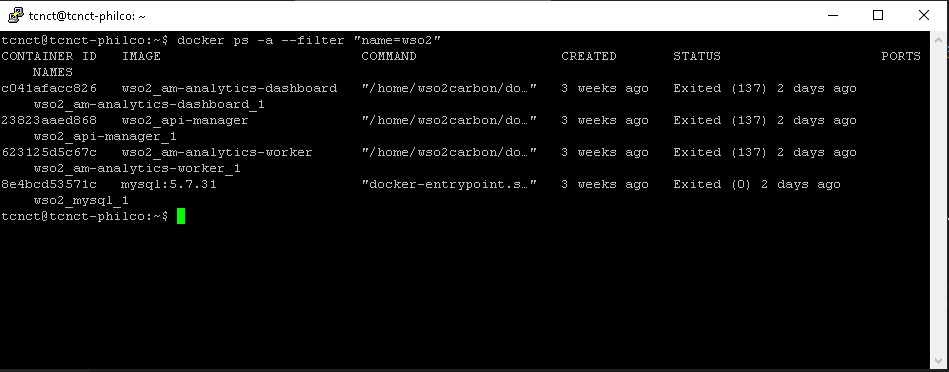 tcnct@tcnct-philco: ~
tcnct@tcnct-philco:~$ docker ps -a --filter "name=wso2"
CONTAINER ID   IMAGE                         COMMAND                  CREATED       STATUS                    PORTS
    NAMES
c041afacc826   wso2_am-analytics-dashboard   "/home/wso2carbon/do…"   3 weeks ago   Exited (137) 2 days ago
    wso2_am-analytics-dashboard_1
23823aaed868   wso2_api-manager              "/home/wso2carbon/do…"   3 weeks ago   Exited (137) 2 days ago
    wso2_api-manager_1
623125d5c67c   wso2_am-analytics-worker      "/home/wso2carbon/do…"   3 weeks ago   Exited (137) 2 days ago
    wso2_am-analytics-worker_1
8e4bcd53571c   mysql:5.7.31                  "docker-entrypoint.s…"   3 weeks ago   Exited (0) 2 days ago
    wso2_mysql_1
tcnct@tcnct-philco:~$